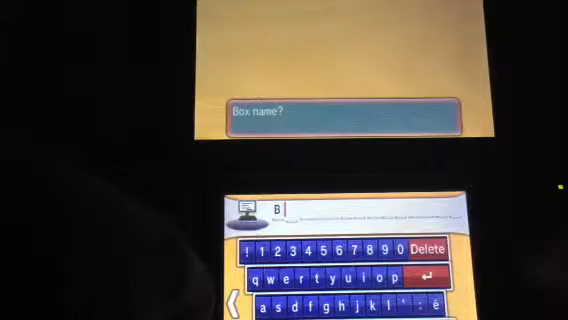 Box name?
B
! 1 2 3 4 5 6 7 8 9 0 Delete
q w e r t y u i o p ↵
a s d f g h j k l ' : é